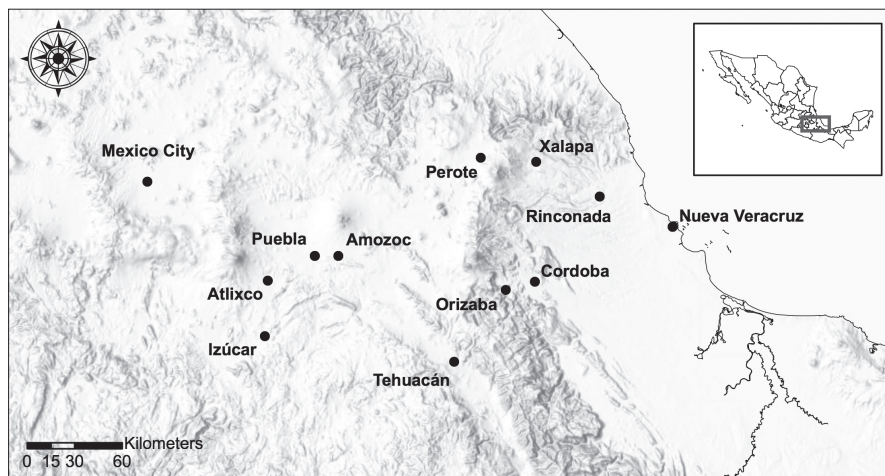 Mexico City
Xalapa
Perote
Rinconada
Nueva Veracruz
Puebla
Amozoc
Cordoba
Atlixco
Orizaba
Izúcar
Tehuacán
Kilometers
0 15 30 60